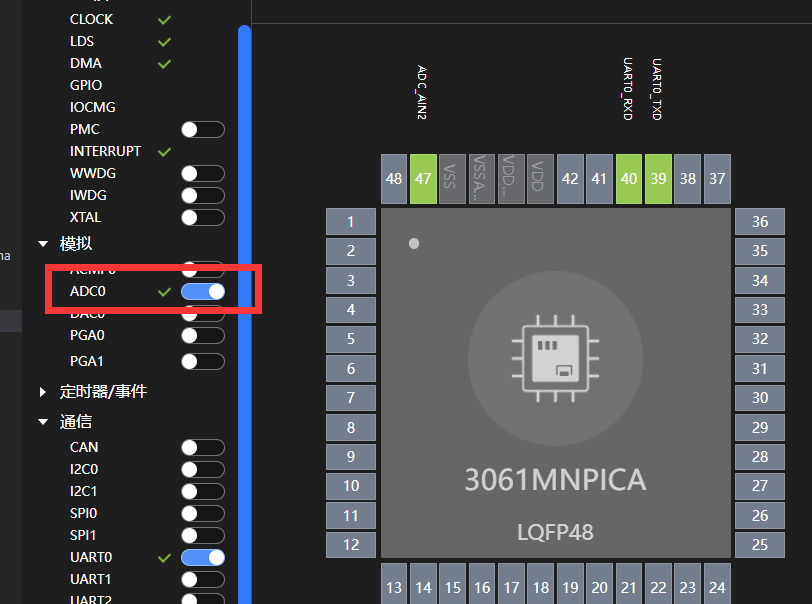 CLOCK
LDS
DMA
GPIO
IOCMG
PMC
INTERRUPT
WWDG
IWDG
XTAL
模拟
ACMP0
ADC0
DAC0
PGA0
PGA1
定时器/事件
通信
CAN
I2C0
I2C1
SPI0
SPI1
UART0
UART1
UART2
na
ADC_AIN2
UART0_RXD
UART0_TXD
48 47 VSS VSSA... VDD... VDD 42 41 40 39 38 37
1
2
3
4
5
6
7
8
9
10
11
12
3061MNPICA
LQFP48
36
35
34
33
32
31
30
29
28
27
26
25
13 14 15 16 17 18 19 20 21 22 23 24